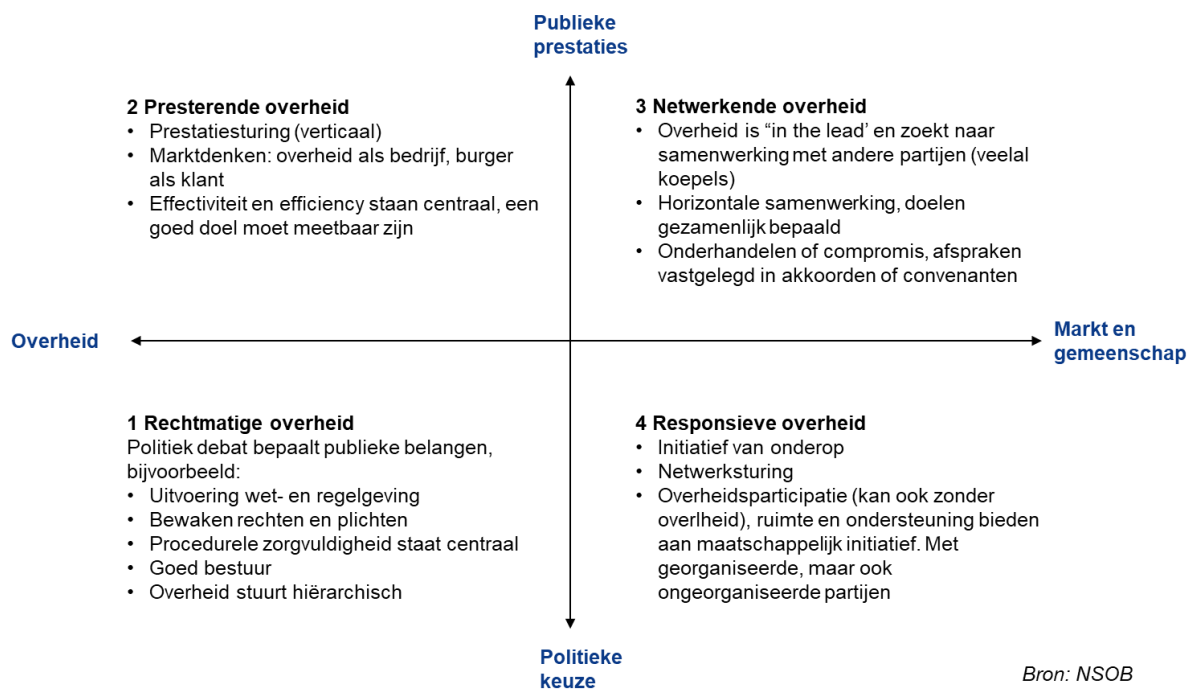 Publieke
prestaties
2 Presterende overheid
• Prestatiesturing (verticaal)
• Marktdenken: overheid als bedrijf, burger
als klant
• Effectiviteit en efficiency staan centraal, een
goed doel moet meetbaar zijn
3 Netwerkende overheid
• Overheid is “in the lead’ en zoekt naar
samenwerking met andere partijen (veelal
koepels)
• Horizontale samenwerking, doelen
gezamenlijk bepaald
• Onderhandelen of compromis, afspraken
vastgelegd in akkoorden of convenanten
Overheid
Markt en
gemeenschap
1 Rechtmatige overheid
Politiek debat bepaalt publieke belangen,
bijvoorbeeld:
• Uitvoering wet- en regelgeving
• Bewaken rechten en plichten
• Procedurele zorgvuldigheid staat centraal
• Goed bestuur
• Overheid stuurt hiërarchisch
4 Responsieve overheid
• Initiatief van onderop
• Netwerksturing
• Overheidsparticipatie (kan ook zonder
overlheid), ruimte en ondersteuning bieden
aan maatschappelijk initiatief. Met
georganiseerde, maar ook
ongeorganiseerde partijen
Politieke
keuze
Bron: NSOB